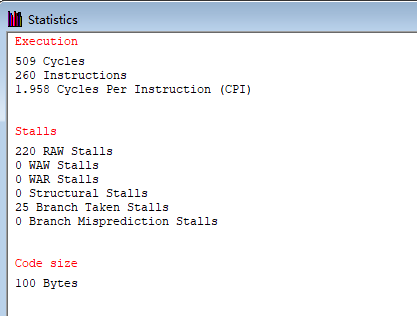 Statistics
Execution
509 Cycles
260 Instructions
1.958 Cycles Per Instruction (CPI)
Stalls
220 RAW Stalls
0 WAW Stalls
0 WAR Stalls
0 Structural Stalls
25 Branch Taken Stalls
0 Branch Misprediction Stalls
Code size
100 Bytes